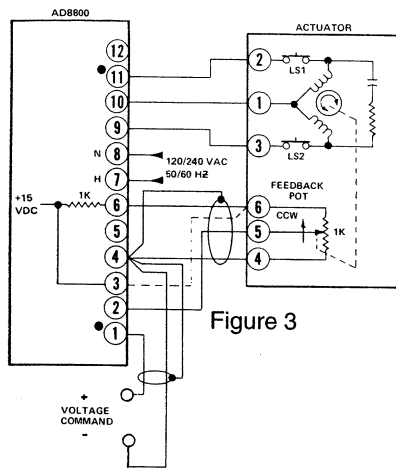 AD8800
ACTUATOR
12
11
10
9
N 8
H 7
120/240 VAC
50/60 HZ
+15
VDC
1K
6
5
4
3
2
1
2
LS1
1
3
LS2
FEEDBACK
POT
6
CCW
5
1K
4
Figure 3
+
VOLTAGE
COMMAND
-